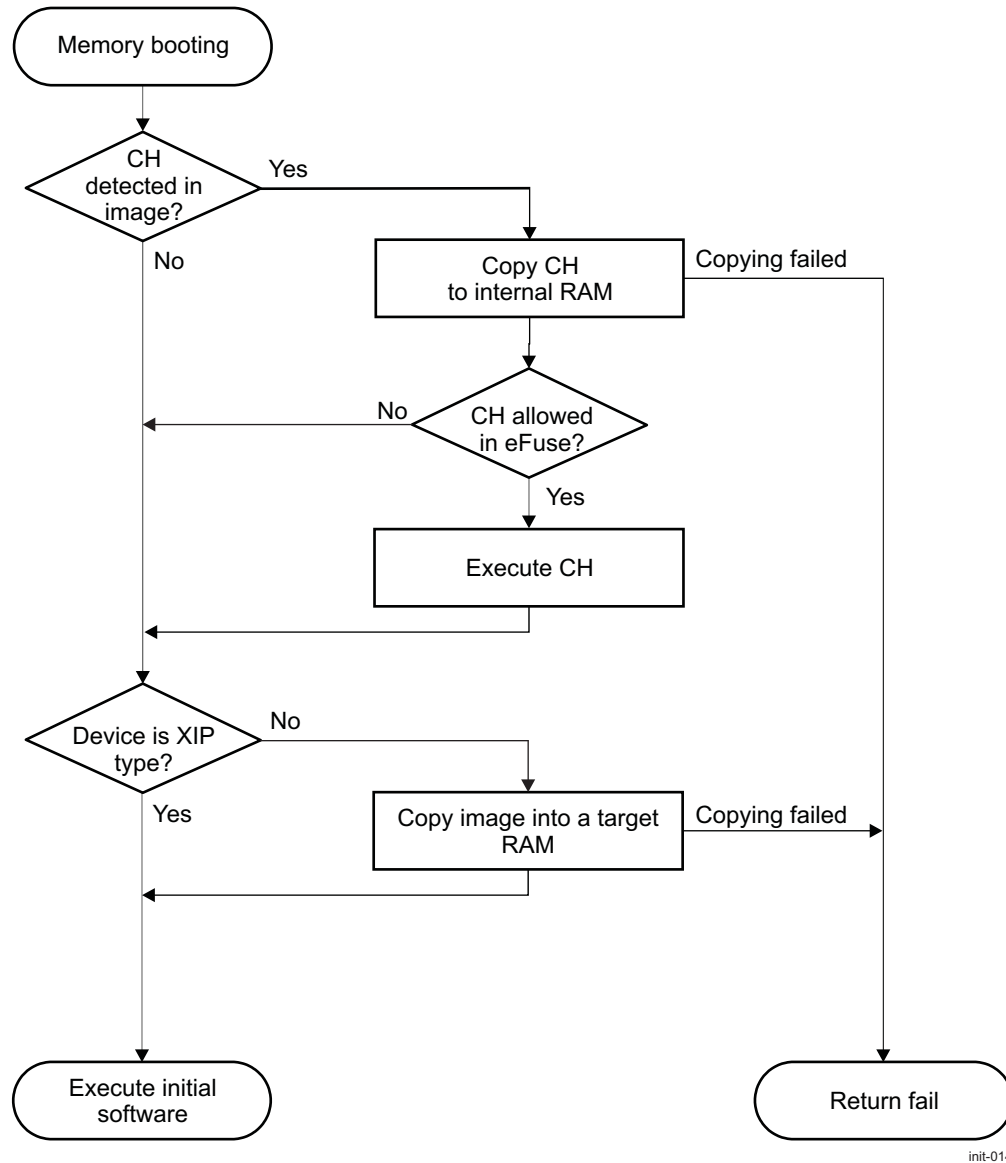 Memory booting
CH
detected in
image?
Yes
No
Copy CH
to internal RAM
Copying failed
No
CH allowed
in eFuse?
Yes
Execute CH
Device is XIP
type?
No
Yes
Copy image into a target
RAM
Copying failed
Execute initial
software
Return fail